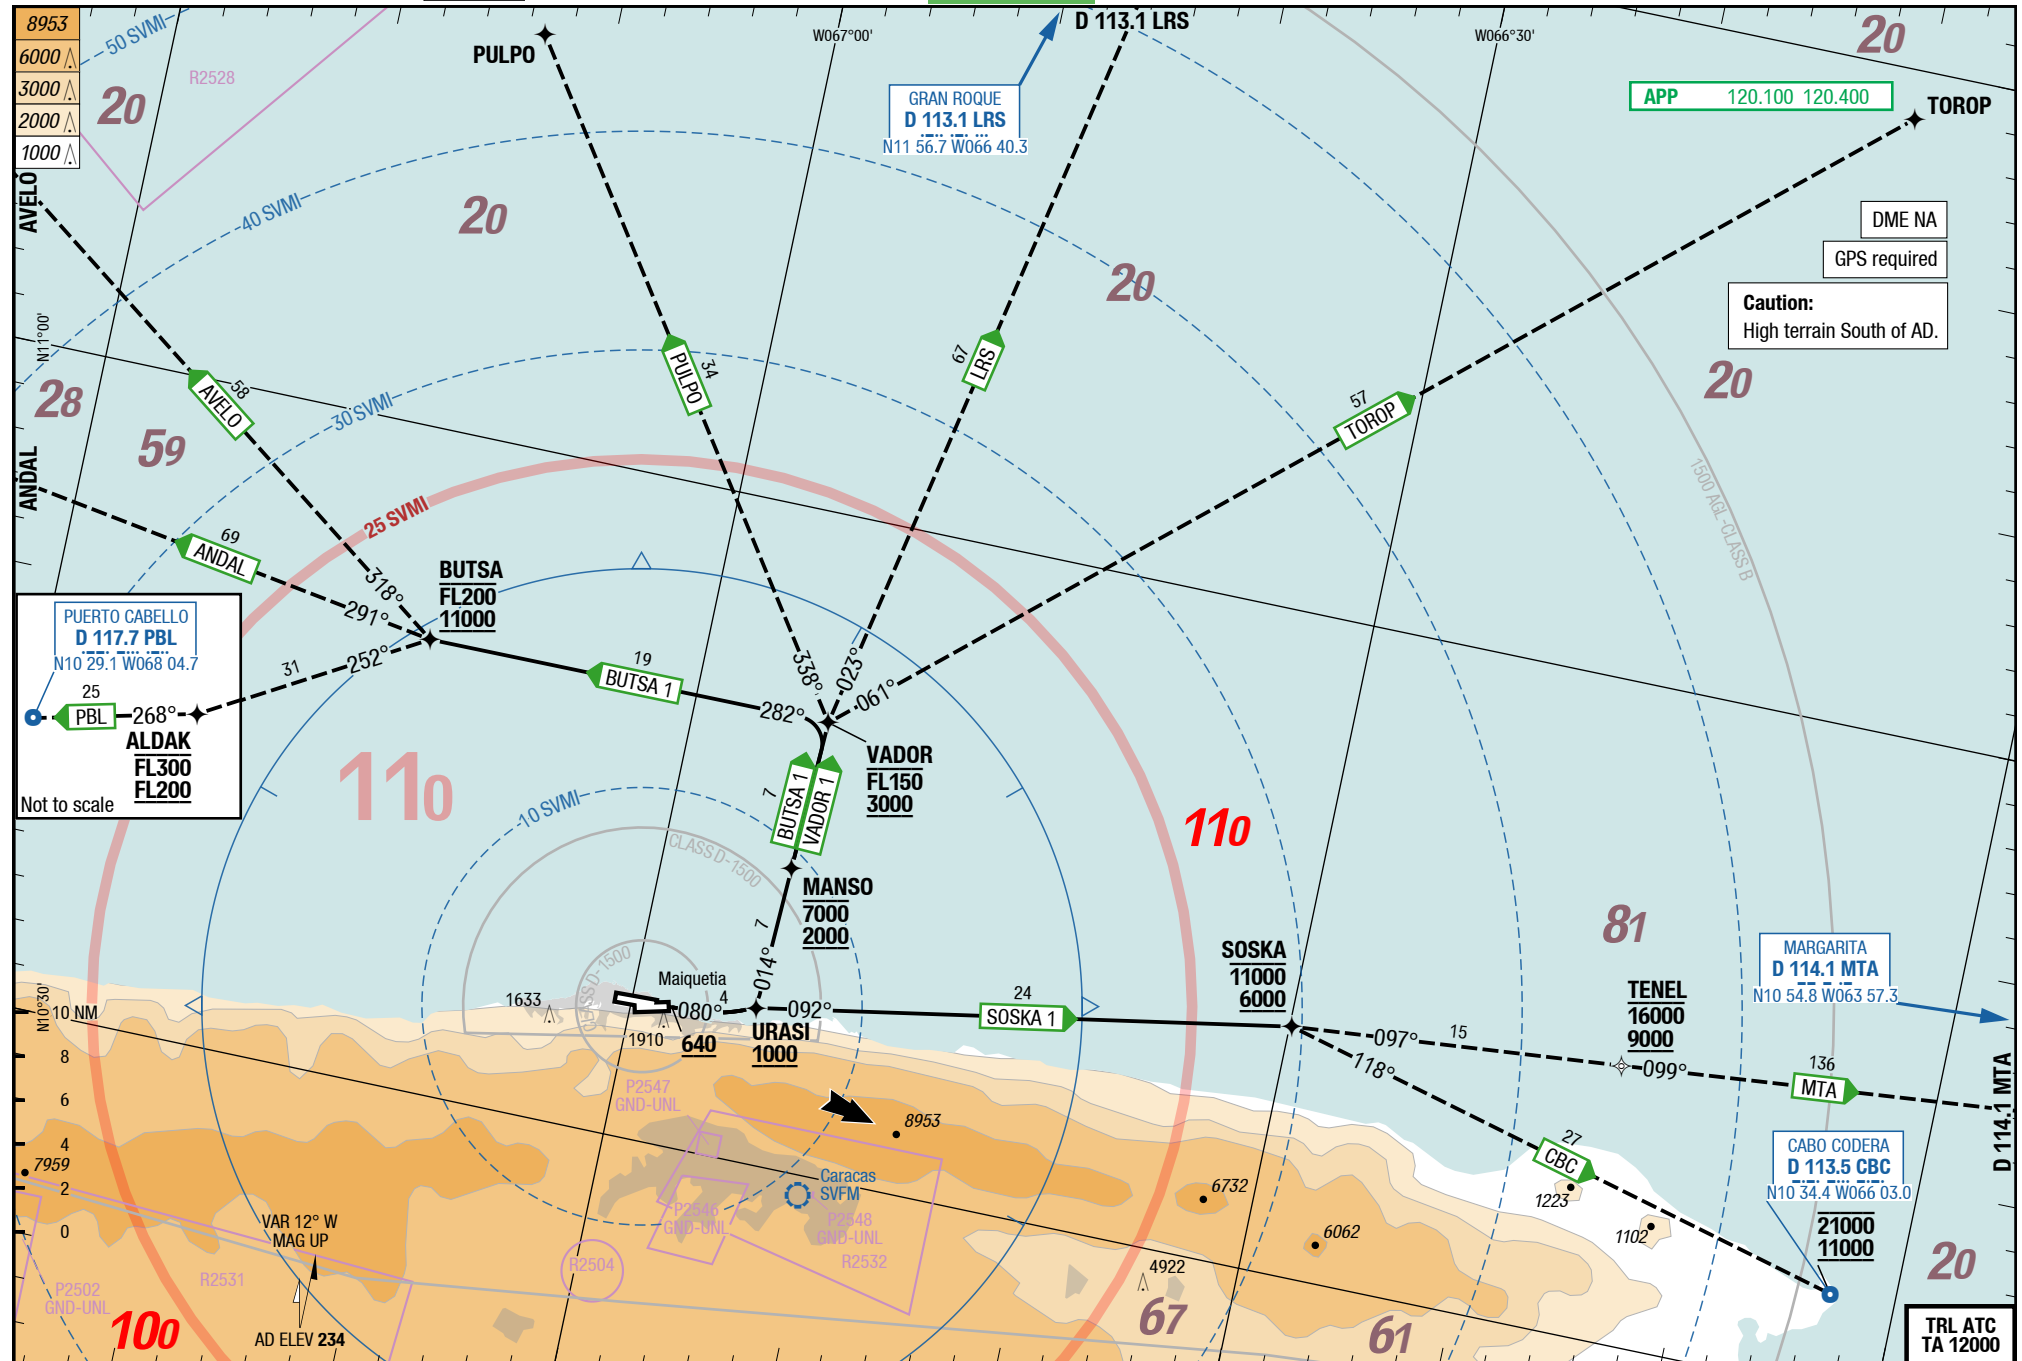 8953
6000
3000
2000
1000
50 SVMI
R2528
20
PULPO
W067°00'
D 113.1 LRS
W066°30'
20
GRAN ROQUE
D 113.1 LRS
N11 56.7 W066 40.3
APP 120.100 120.400
TOROP
AVELO
40 SVMI
20
20
DME NA
GPS required
Caution:
High terrain South of AD.
N11°00'
28
59
AVELO
58
30 SVMI
PULPO
34
67
LRS
57
TOROP
20
1500 AGL-CLASS B
ANDAL
25 SVMI
69
ANDAL
318°
291°
252°
31
BUTSA
FL200
11000
PUERTO CABELLO
D 117.7 PBL
N10 29.1 W068 04.7
25
PBL
268°
ALDAK
FL300
FL200
Not to scale
19
BUTSA 1
282°
338°
023°
061°
VADOR
FL150
3000
110
10 SVMI
7
BUTSA 1
VADOR 1
CLASS D-1500
110
MANSO
7000
2000
7
014°
81
SOSKA
11000
6000
MARGARITA
D 114.1 MTA
N10 54.8 W063 57.3
N10°30'
10 NM
8
6
4
2
0
1633
CLASS D-1500
Maiquetia
1910
080°
4
640
URASI
1000
092°
24
SOSKA 1
TENEL
16000
9000
097°
15
118°
099°
136
MTA
D 114.1 MTA
P2547
GND-UNL
8953
27
CBC
CABO CODERA
D 113.5 CBC
N10 34.4 W066 03.0
21000
11000
7959
Caracas
SVFM
6732
1223
1102
6062
P2546
GND-UNL
P2548
GND-UNL
R2532
VAR 12° W
MAG UP
R2504
R2531
P2502
GND-UNL
4922
20
100
AD ELEV 234
67
61
TRL ATC
TA 12000